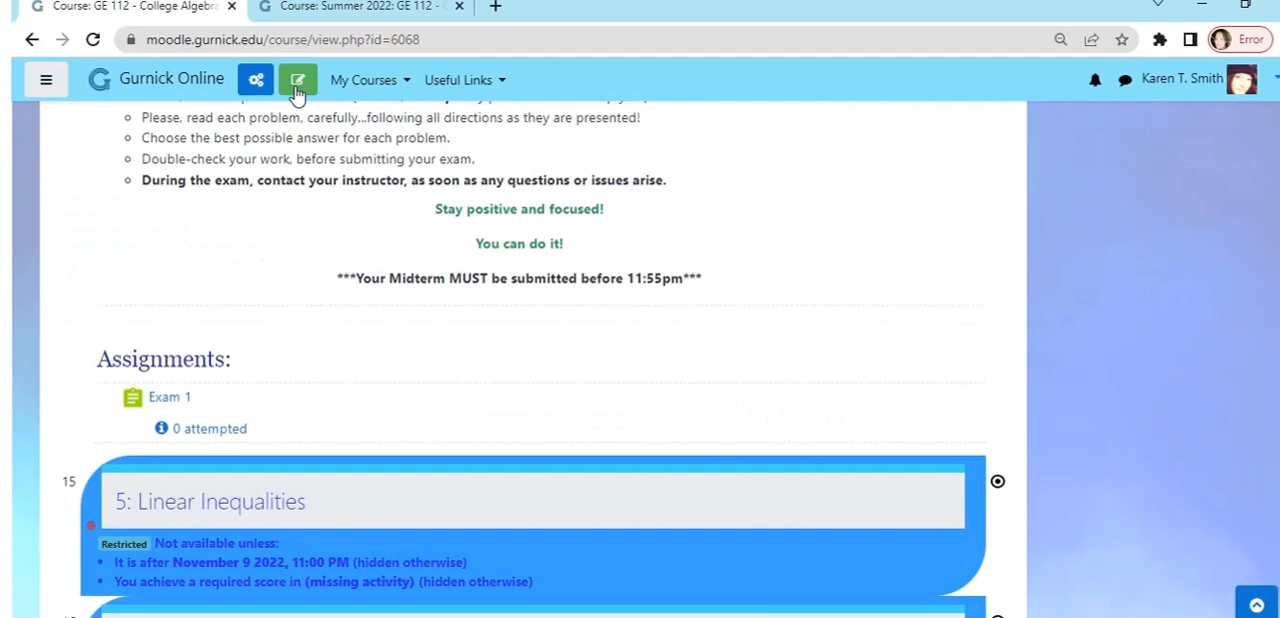 Course: GE 112 - College Algebra
Course: Summer 2022: GE 112 -
moodle.gurnick.edu/course/view.php?id=6068
Error
Gurnick Online
My Courses
Useful Links
Karen T. Smith
Please, read each problem, carefully...following all directions as they are presented!
Choose the best possible answer for each problem.
Double-check your work, before submitting your exam.
During the exam, contact your instructor, as soon as any questions or issues arise.
Stay positive and focused!
You can do it!
***Your Midterm MUST be submitted before 11:55pm***
Assignments:
Exam 1
0 attempted
15
5: Linear Inequalities
Restricted Not available unless:
It is after November 9 2022, 11:00 PM (hidden otherwise)
You achieve a required score in (missing activity) (hidden otherwise)